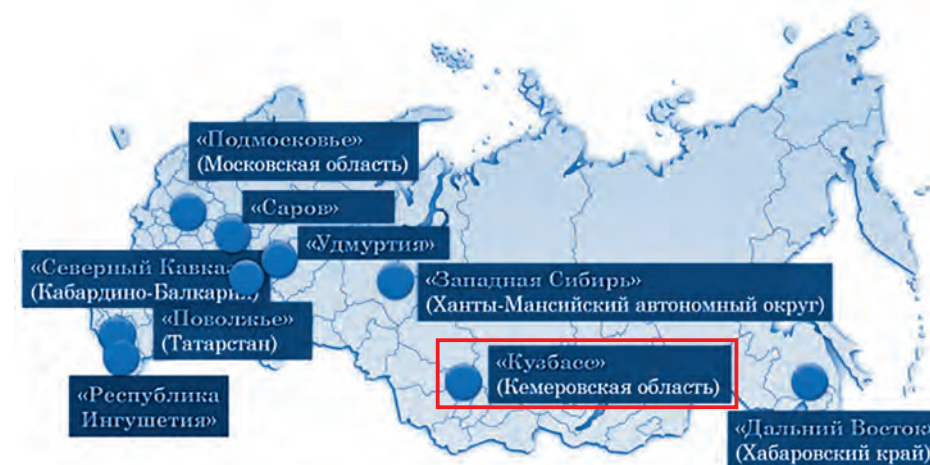 «Подмосковье»
(Московская область)
«Саров»
«Удмуртия»
«Северный Кавказ
(Кабардино-Балкария)
«Западная Сибирь»
(Ханты-Мансийский автономный округ)
«Поволжье»
(Татарстан)
«Кузбасс»
(Кемеровская область)
«Республика
Ингушетия»
«Дальний Восток»
(Хабаровский край)